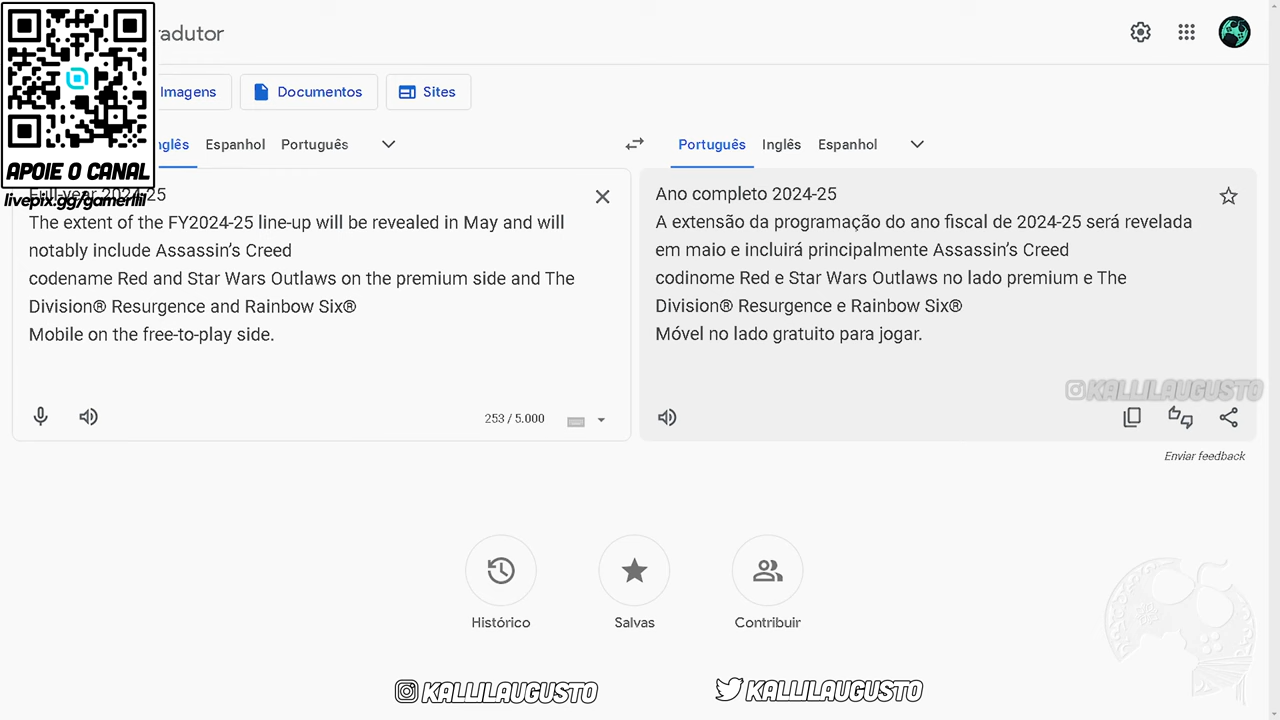 radutor
Imagens
Documentos
Sites
APOIE O CANAL
livepix.gg/gamerliii
nglês
Espanhol
Português
Português
Inglês
Espanhol
Full-year 2024-25
The extent of the FY2024-25 line-up will be revealed in May and will
notably include Assassin’s Creed
codename Red and Star Wars Outlaws on the premium side and The
Division® Resurgence and Rainbow Six®
Mobile on the free-to-play side.
253 / 5.000
Ano completo 2024-25
A extensão da programação do ano fiscal de 2024-25 será revelada
em maio e incluirá principalmente Assassin’s Creed
codinome Red e Star Wars Outlaws no lado premium e The
Division® Resurgence e Rainbow Six®
Móvel no lado gratuito para jogar.
KALLILAUGUSTO
Enviar feedback
Histórico
Salvas
Contribuir
KALLILAUGUSTO
KALLILAUGUSTO